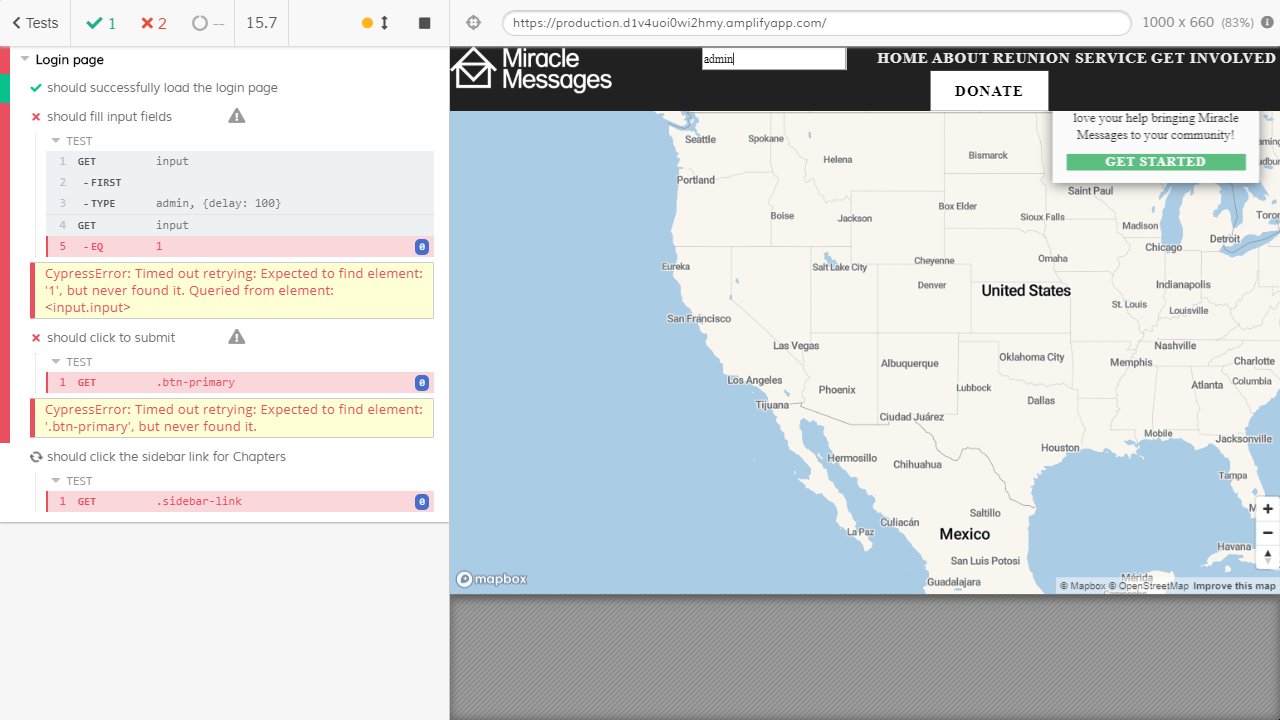 Tests
1
2
--
15.7
https://production.d1v4uoi0wi2hmy.amplifyapp.com/
1000 x 660 (83%)
Login page
should successfully load the login page
should fill input fields
TEST
1 GET input
2 -FIRST
3 -TYPE admin, {delay: 100}
4 GET input
5 -EQ 1 0
CypressError: Timed out retrying: Expected to find element:
'1', but never found it. Queried from element:
<input.input>
should click to submit
TEST
1 GET .btn-primary 0
CypressError: Timed out retrying: Expected to find element:
'.btn-primary', but never found it.
should click the sidebar link for Chapters
TEST
1 GET .sidebar-link 0
Miracle
Messages
admin
HOME ABOUT REUNION SERVICE GET INVOLVED
DONATE
love your help bringing Miracle
Messages to your community!
GET STARTED
Seattle
Spokane
Helena
Bismarck
Portland
Saint Paul
Boise
Jackson
Box Elder
Sioux Falls
Madison
Toror
Detroit
Chicago
Eureka
Salt Lake City
Cheyenne
Omaha
Denver
United States
Indianapolis
St. Louis
Louisville
San Francisco
Las Vegas
Albuquerque
Oklahoma City
Nashville
Memphis
Charlotte
Los Angeles
Phoenix
Lubbock
Atlanta
Columbia
Tijuana
Ciudad Juárez
Dallas
Mobile
Jacksonville
Houston
Hermosillo
Chihuahua
Tampa
Saltillo
Culiacán
La Paz
Mexico
San Luis Potosi
Havana
Guadalajara
Mérida
mapbox
© Mapbox © OpenStreetMap Improve this map